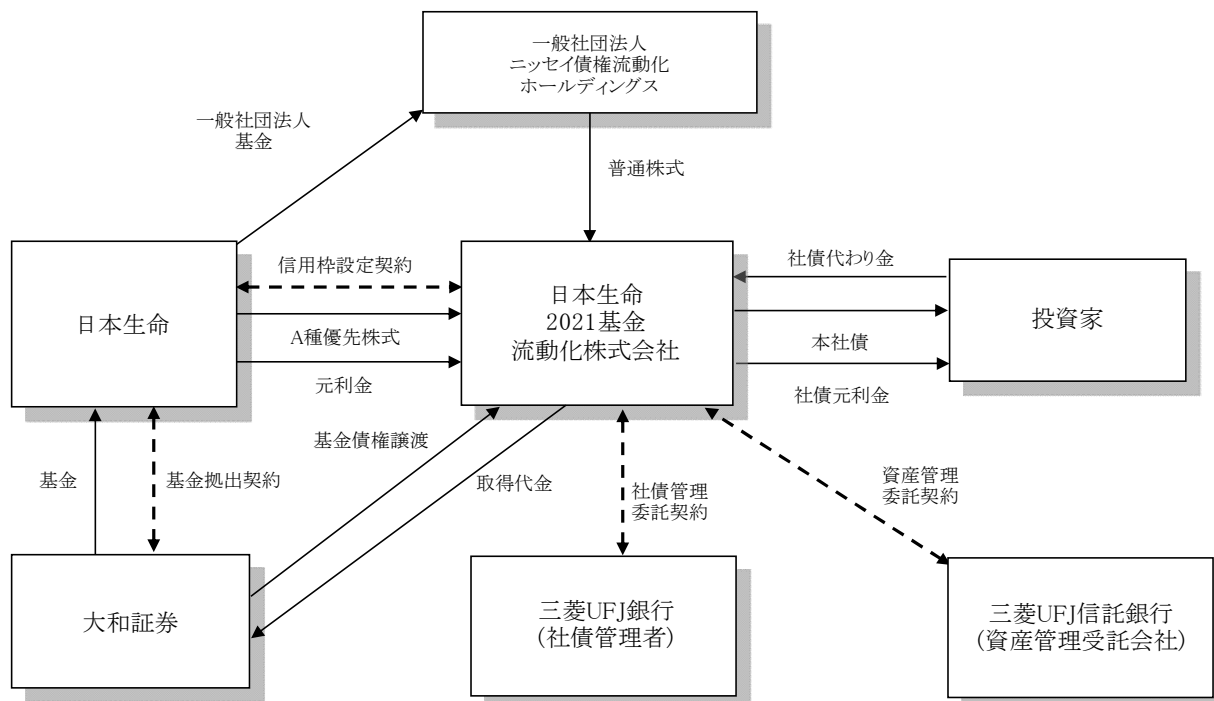 一般社団法人
ニッセイ債権流動化
ホールディングス
一般社団法人
基金
普通株式
日本生命
信用枠設定契約
A種優先株式
元利金
日本生命
2021基金
流動化株式会社
社債代わり金
本社債
社債元利金
投資家
基金
基金拠出契約
基金債権譲渡
取得代金
社債管理
委託契約
資産管理
委託契約
大和証券
三菱UFJ銀行
(社債管理者)
三菱UFJ信託銀行
(資産管理受託会社)